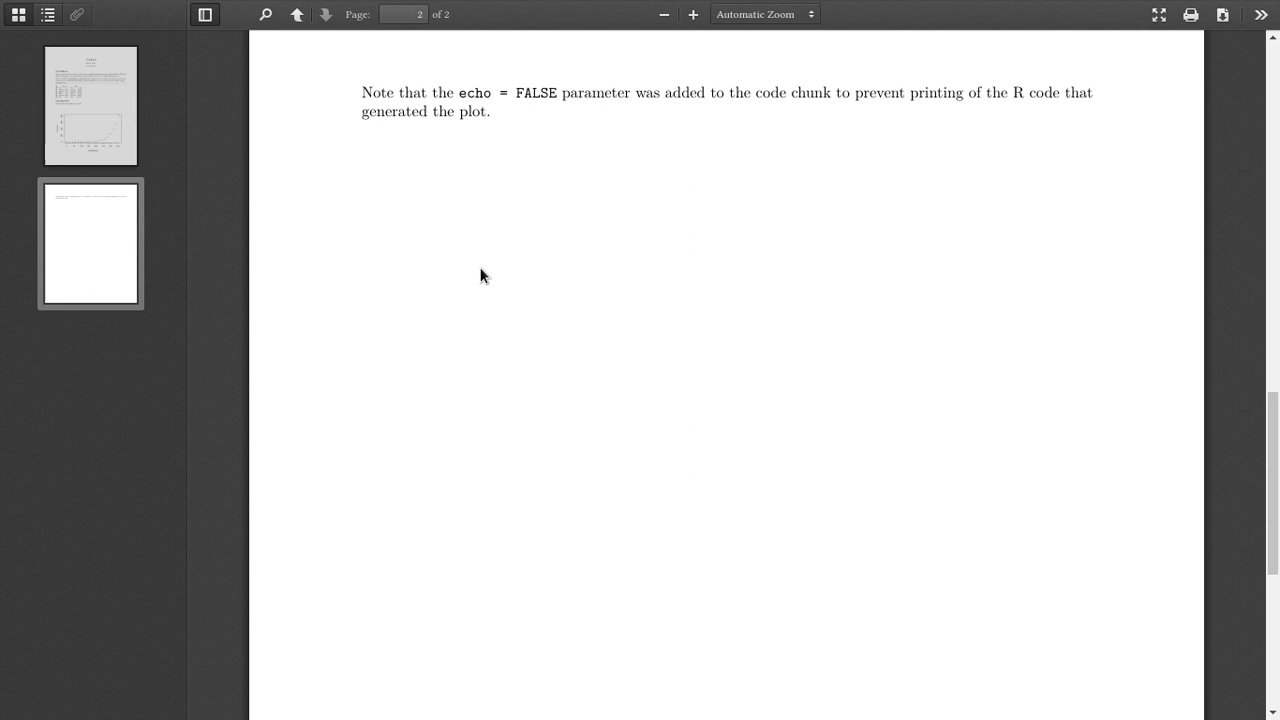 Page: 2 of 2 Automatic Zoom
Note that the echo = FALSE parameter was added to the code chunk to prevent printing of the R code that
generated the plot.